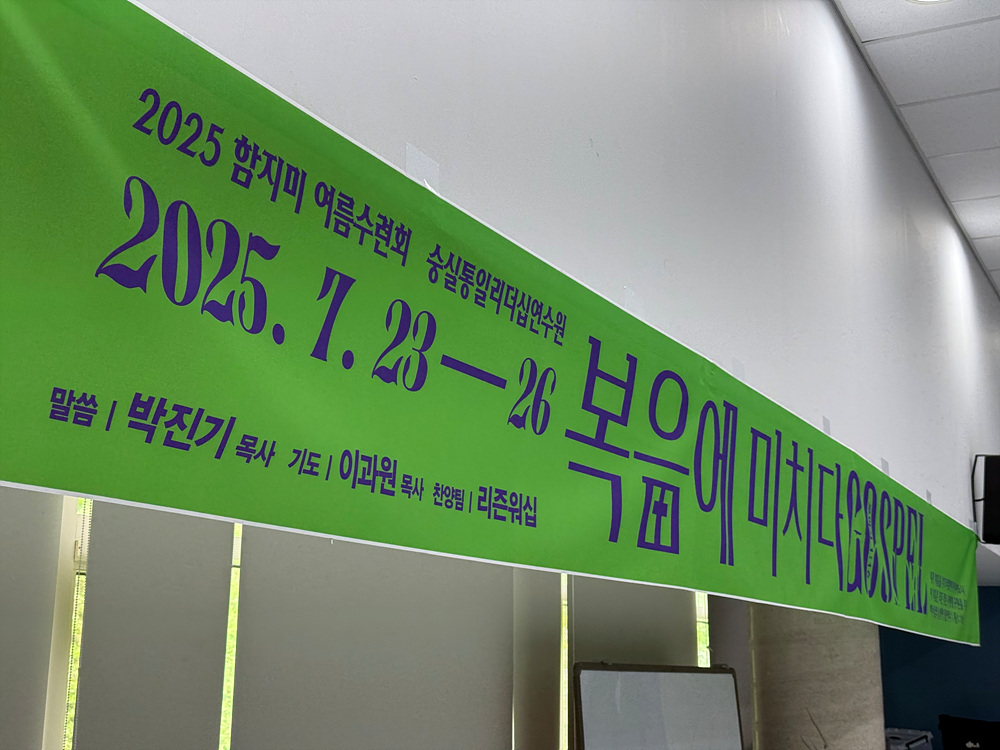 2025 함지미 여름수련회 숭실통일리더십연수원
2025. 7. 23 — 26
말씀 | 박진기 목사 기도 | 이과원 목사 찬양팀 | 리즌워십
복음에 미치다 GOSPEL